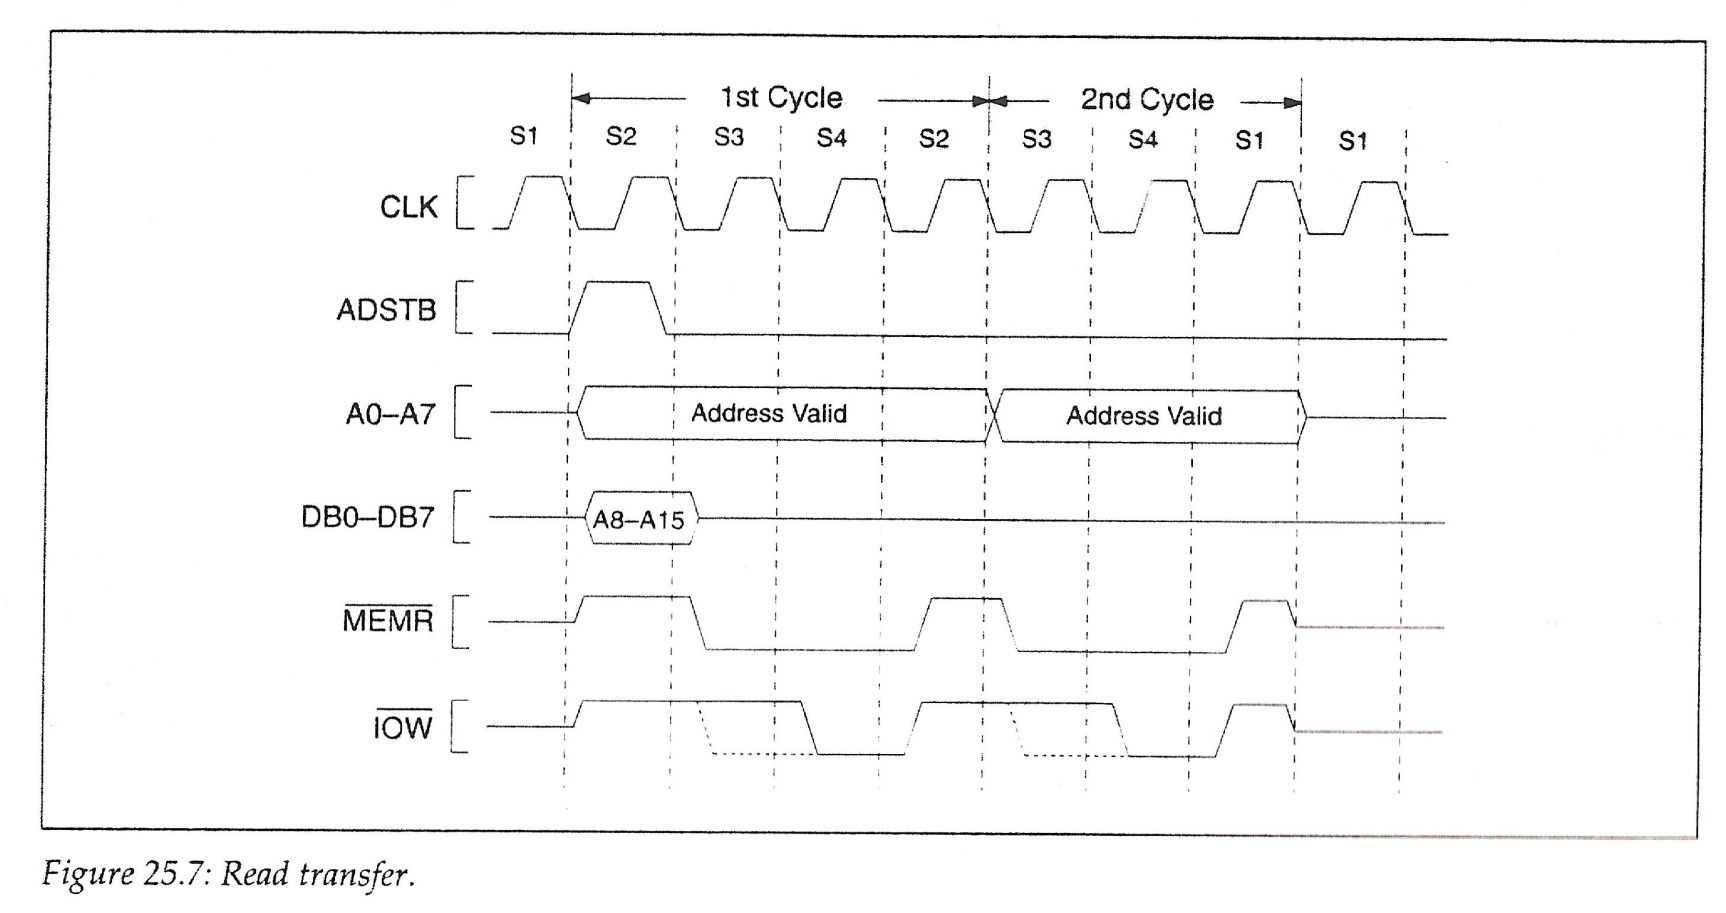 1st Cycle 2nd Cycle
S1 S2 S3 S4 S2 S3 S4 S1 S1
CLK
ADSTB
A0–A7 Address Valid Address Valid
DB0–DB7 A8–A15
MEMR
IOW
Figure 25.7: Read transfer.